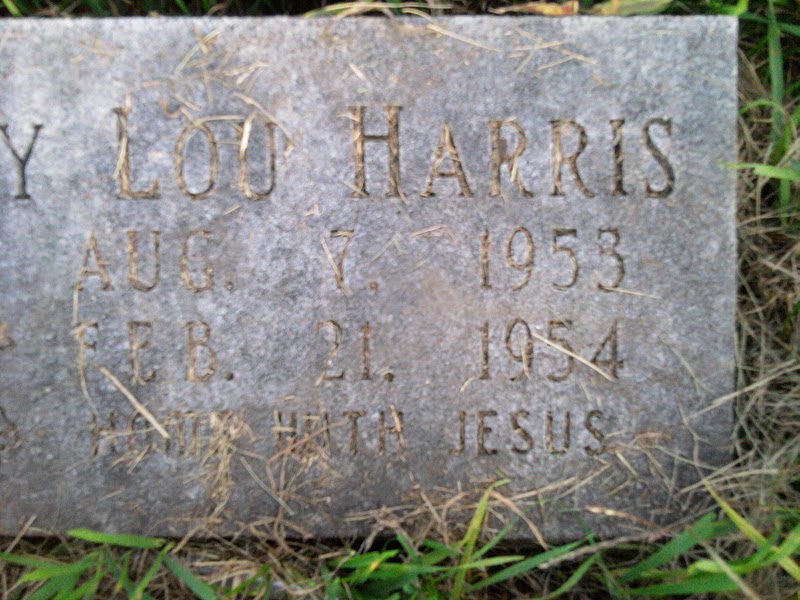 Y LOU HARRIS
AUG. 7, 1953
FEB. 21, 1954
HOME WITH JESUS